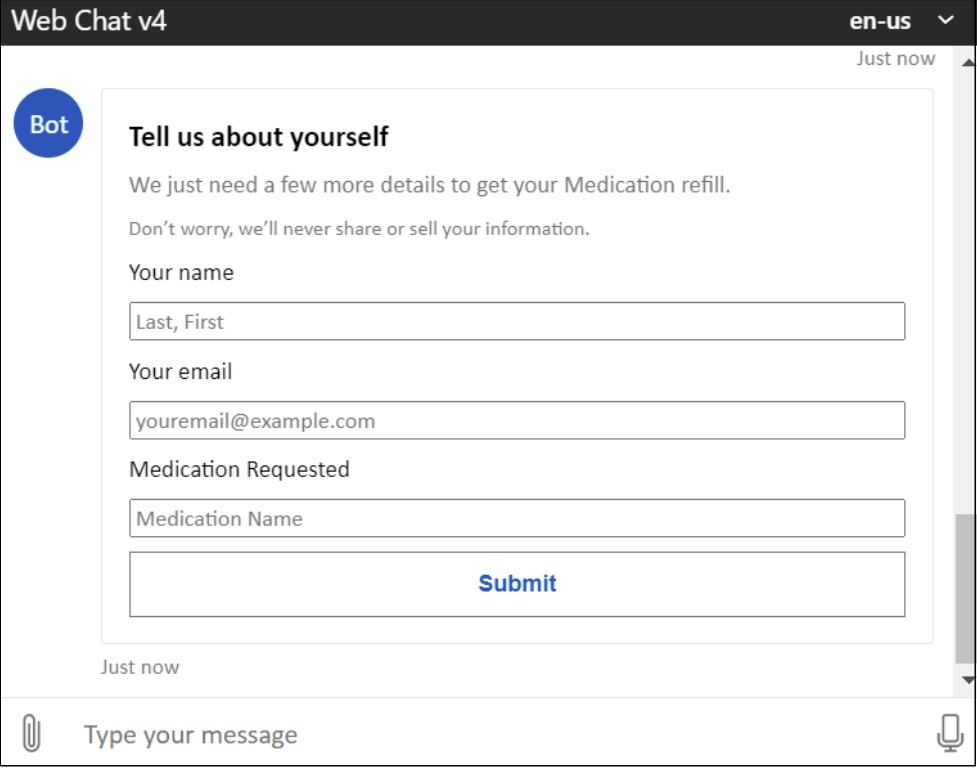 Web Chat v4
en-us
Just now
Bot
Tell us about yourself
We just need a few more details to get your Medication refill.
Don’t worry, we’ll never share or sell your information.
Your name
Last, First
Your email
youremail@example.com
Medication Requested
Medication Name
Submit
Just now
Type your message